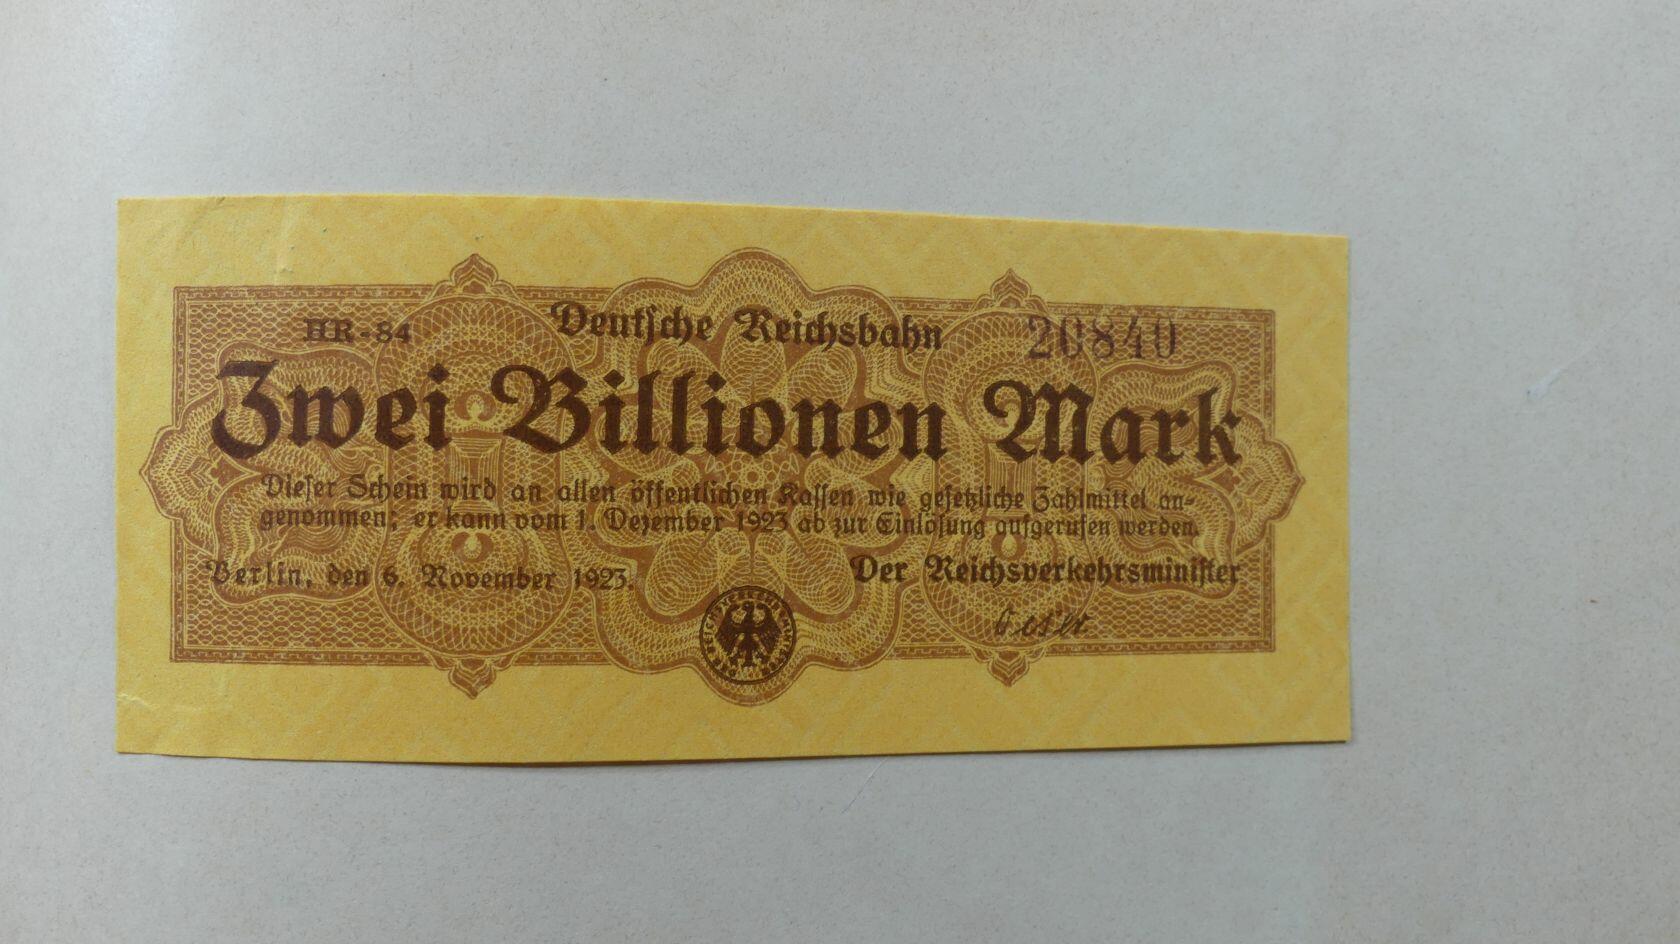 HR-84
Deutsche Reichsbahn
20840
Zwei Billionen Mark
Dieser Schein wird an allen öffentlichen Kassen wie gesetzliche Zahlmittel an-
genommen; er kann vom 1. Dezember 1923 ab zur Einlösung aufgerufen werden.
Berlin, den 6. November 1923.
Der Reichsverkehrsminister
Oeser